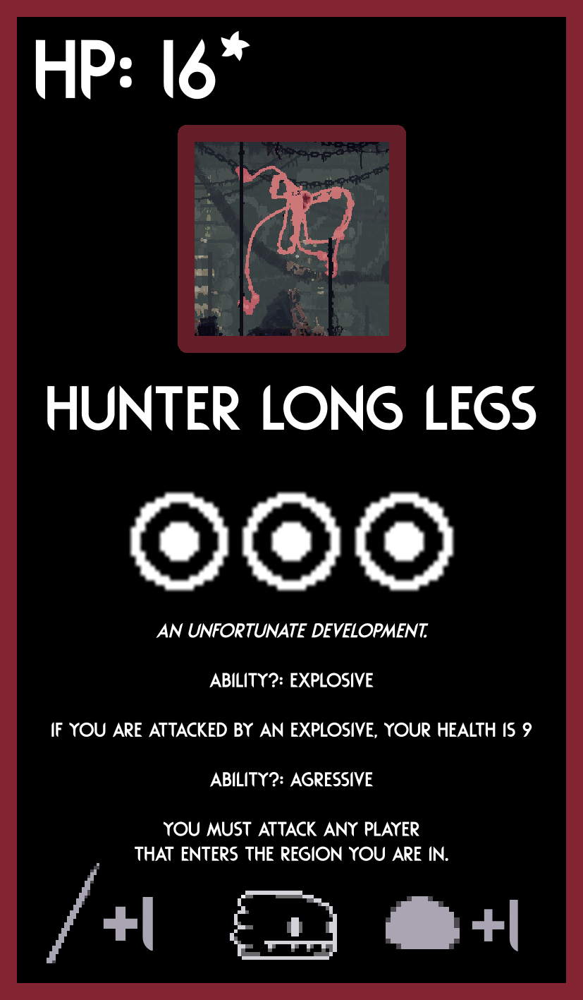 HP: 16*
HUNTER LONG LEGS
AN UNFORTUNATE DEVELOPMENT.
ABILITY?: EXPLOSIVE
IF YOU ARE ATTACKED BY AN EXPLOSIVE, YOUR HEALTH IS 9
ABILITY?: AGRESSIVE
YOU MUST ATTACK ANY PLAYER
THAT ENTERS THE REGION YOU ARE IN.
+1 +1